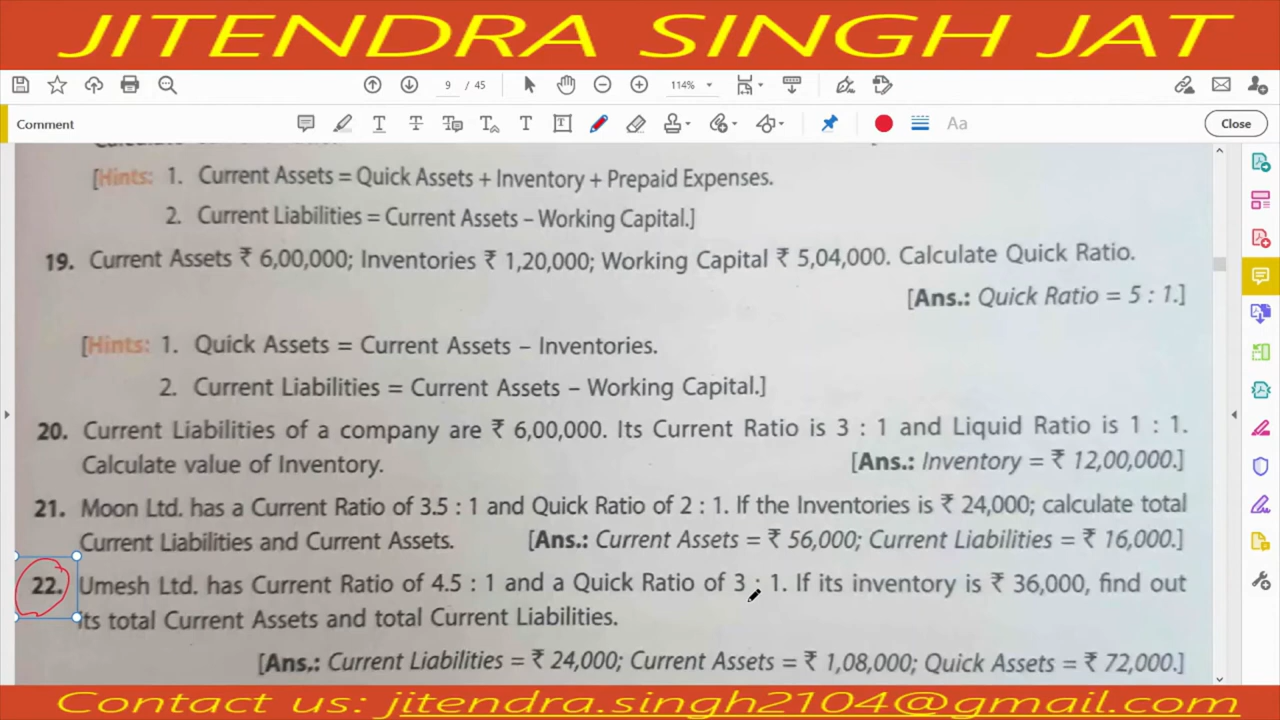 JITENDRA SINGH JAT
9 / 45
114%
Comment
Aa
Close
[Hints: 1. Current Assets = Quick Assets + Inventory + Prepaid Expenses.
2. Current Liabilities = Current Assets – Working Capital.]
19. Current Assets ₹ 6,00,000; Inventories ₹ 1,20,000; Working Capital ₹ 5,04,000. Calculate Quick Ratio.
[Ans.: Quick Ratio = 5 : 1.]
[Hints: 1. Quick Assets = Current Assets – Inventories.
2. Current Liabilities = Current Assets – Working Capital.]
20. Current Liabilities of a company are ₹ 6,00,000. Its Current Ratio is 3 : 1 and Liquid Ratio is 1 : 1.
Calculate value of Inventory. [Ans.: Inventory = ₹ 12,00,000.]
21. Moon Ltd. has a Current Ratio of 3.5 : 1 and Quick Ratio of 2 : 1. If the Inventories is ₹ 24,000; calculate total
Current Liabilities and Current Assets. [Ans.: Current Assets = ₹ 56,000; Current Liabilities = ₹ 16,000.]
22. Umesh Ltd. has Current Ratio of 4.5 : 1 and a Quick Ratio of 3 : 1. If its inventory is ₹ 36,000, find out
its total Current Assets and total Current Liabilities.
[Ans.: Current Liabilities = ₹ 24,000; Current Assets = ₹ 1,08,000; Quick Assets = ₹ 72,000.]
Contact us: jitendra.singh2104@gmail.com